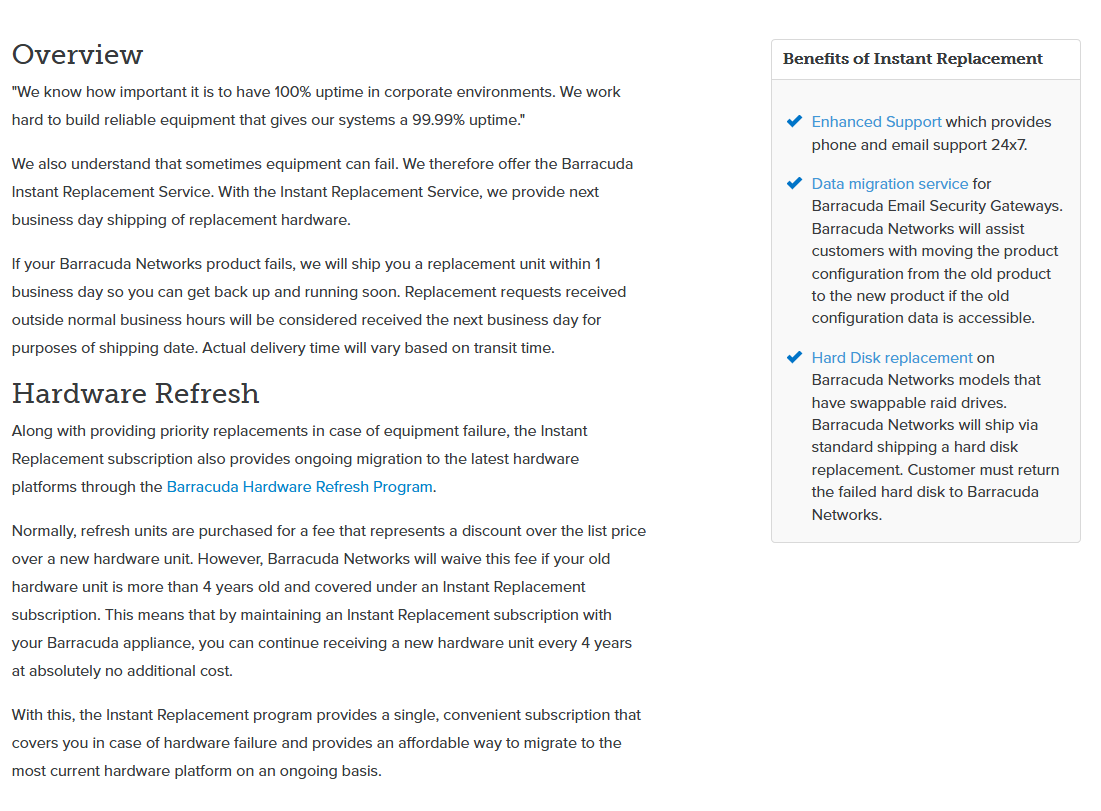 Overview
"We know how important it is to have 100% uptime in corporate environments. We work
hard to build reliable equipment that gives our systems a 99.99% uptime."
We also understand that sometimes equipment can fail. We therefore offer the Barracuda
Instant Replacement Service. With the Instant Replacement Service, we provide next
business day shipping of replacement hardware.
If your Barracuda Networks product fails, we will ship you a replacement unit within 1
business day so you can get back up and running soon. Replacement requests received
outside normal business hours will be considered received the next business day for
purposes of shipping date. Actual delivery time will vary based on transit time.
Hardware Refresh
Along with providing priority replacements in case of equipment failure, the Instant
Replacement subscription also provides ongoing migration to the latest hardware
platforms through the Barracuda Hardware Refresh Program.
Normally, refresh units are purchased for a fee that represents a discount over the list price
over a new hardware unit. However, Barracuda Networks will waive this fee if your old
hardware unit is more than 4 years old and covered under an Instant Replacement
subscription. This means that by maintaining an Instant Replacement subscription with
your Barracuda appliance, you can continue receiving a new hardware unit every 4 years
at absolutely no additional cost.
With this, the Instant Replacement program provides a single, convenient subscription that
covers you in case of hardware failure and provides an affordable way to migrate to the
most current hardware platform on an ongoing basis.
Benefits of Instant Replacement
Enhanced Support which provides
phone and email support 24x7.
Data migration service for
Barracuda Email Security Gateways.
Barracuda Networks will assist
customers with moving the product
configuration from the old product
to the new product if the old
configuration data is accessible.
Hard Disk replacement on
Barracuda Networks models that
have swappable raid drives.
Barracuda Networks will ship via
standard shipping a hard disk
replacement. Customer must return
the failed hard disk to Barracuda
Networks.